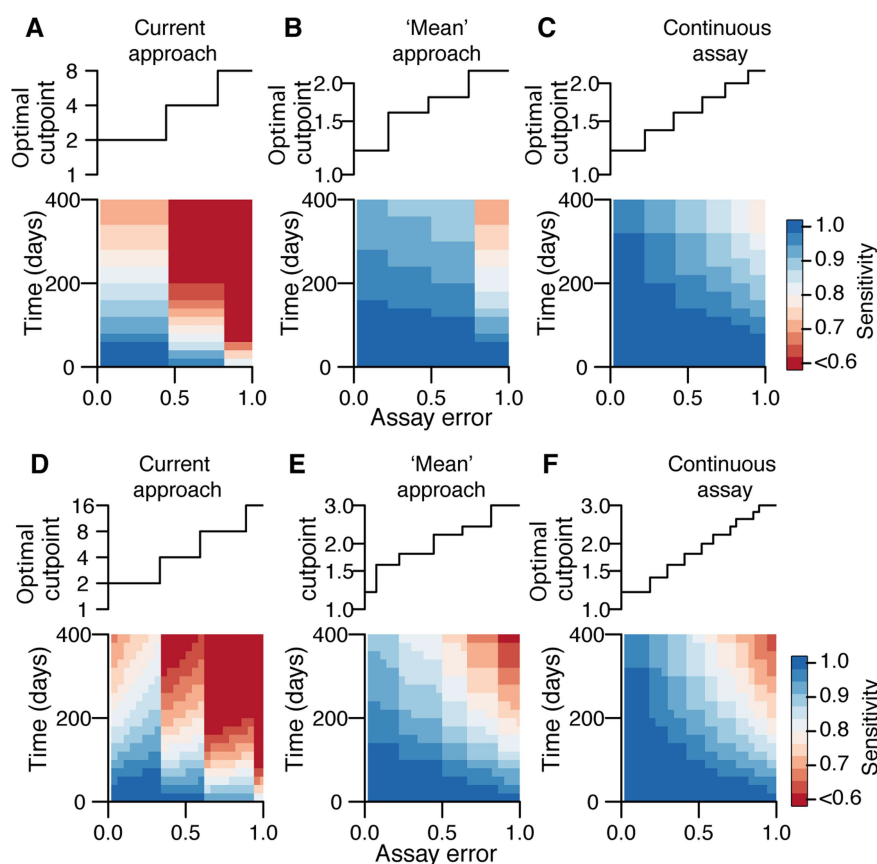 A
Current
approach
Optimal
cutpoint
8
4
2
1
B
‘Mean’
approach
Optimal
cutpoint
2.0
1.5
1.0
C
Continuous
assay
Optimal
cutpoint
2.0
1.5
1.0
Time (days)
400
200
0
0.0
0.5
1.0
Time (days)
400
200
0
0.0
0.5
1.0
Time (days)
400
200
0
0.0
0.5
1.0
Assay error
1.0
0.9
0.8
0.7
<0.6
Sensitivity
D
Current
approach
Optimal
cutpoint
16
8
4
2
1
E
‘Mean’
approach
Optimal
cutpoint
3.0
2.0
1.5
1.0
F
Continuous
assay
Optimal
cutpoint
3.0
2.0
1.5
1.0
Time (days)
400
200
0
0.0
0.5
1.0
Time (days)
400
200
0
0.0
0.5
1.0
Time (days)
400
200
0
0.0
0.5
1.0
Assay error
1.0
0.9
0.8
0.7
<0.6
Sensitivity